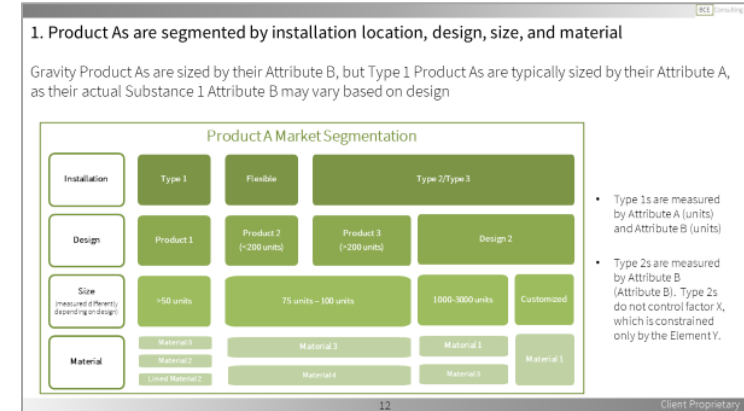 BCE Consulting
1. Product As are segmented by installation location, design, size, and material
Gravity Product As are sized by their Attribute B, but Type 1 Product As are typically sized by their Attribute A,
as their actual Substance 1 Attribute B may vary based on design
Product A Market Segmentation
Installation
Type 1
Flexible
Type 2/Type 3
Design
Product 1
Product 2
(<200 units)
Product 3
(>200 units)
Design 2
Size
(measured differently
depending on design)
>50 units
75 units – 100 units
1000-3000 units
Customized
Material
Material 2
Lined Material 2
Material 3
Material 4
Material 1
Material 1
• Type 1s are measured
by Attribute A (units)
and Attribute B (units)
• Type 2s are measured
by Attribute B
(Attribute B). Type 2s
do not control factor X,
which is constrained
only by the Element Y.
12
Client Proprietary